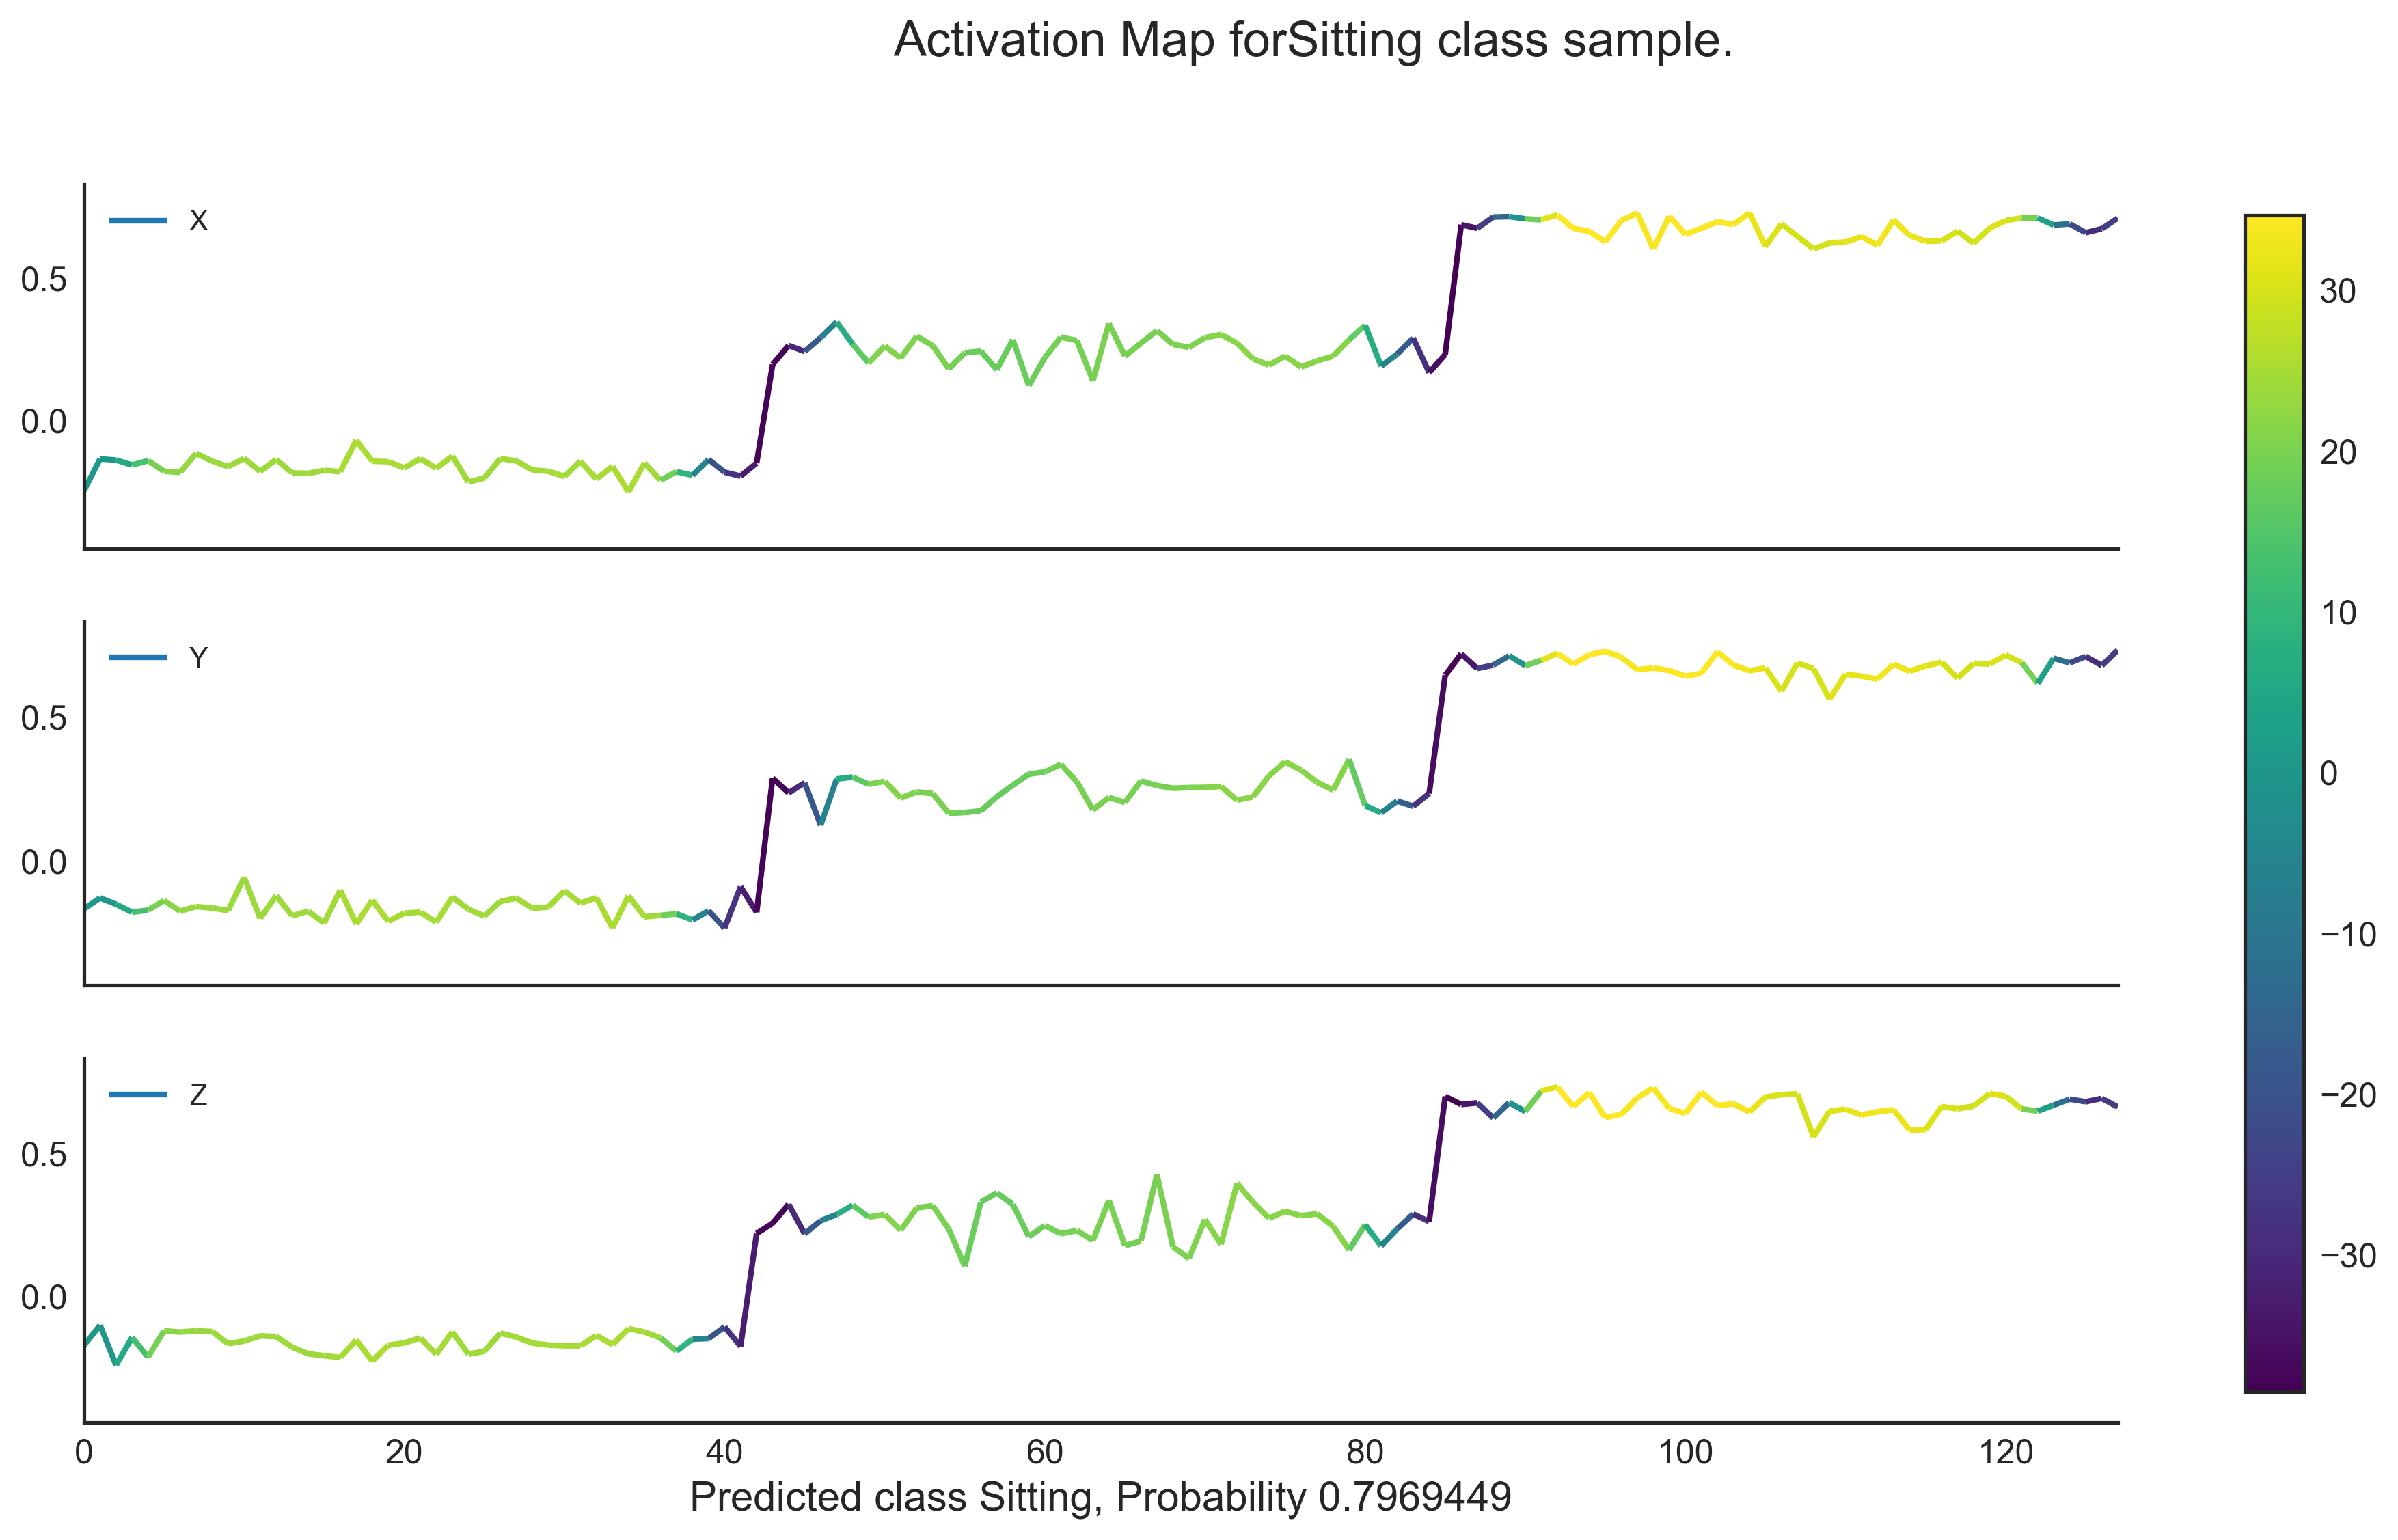 Activation Map forSitting class sample.
X
0.5
0.0
Y
0.5
0.0
Z
0.5
0.0
0 20 40 60 80 100 120
Predicted class Sitting, Probability 0.7969449
30
20
10
0
−10
−20
−30